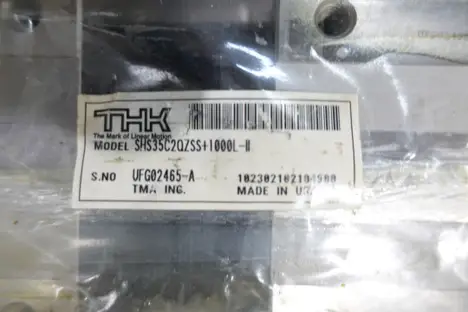 THK
The Mark of Linear Motion
MODEL SHS35C2QZSS+1000L-II
S.NO UFG02465-A
TMA INC.
MADE IN